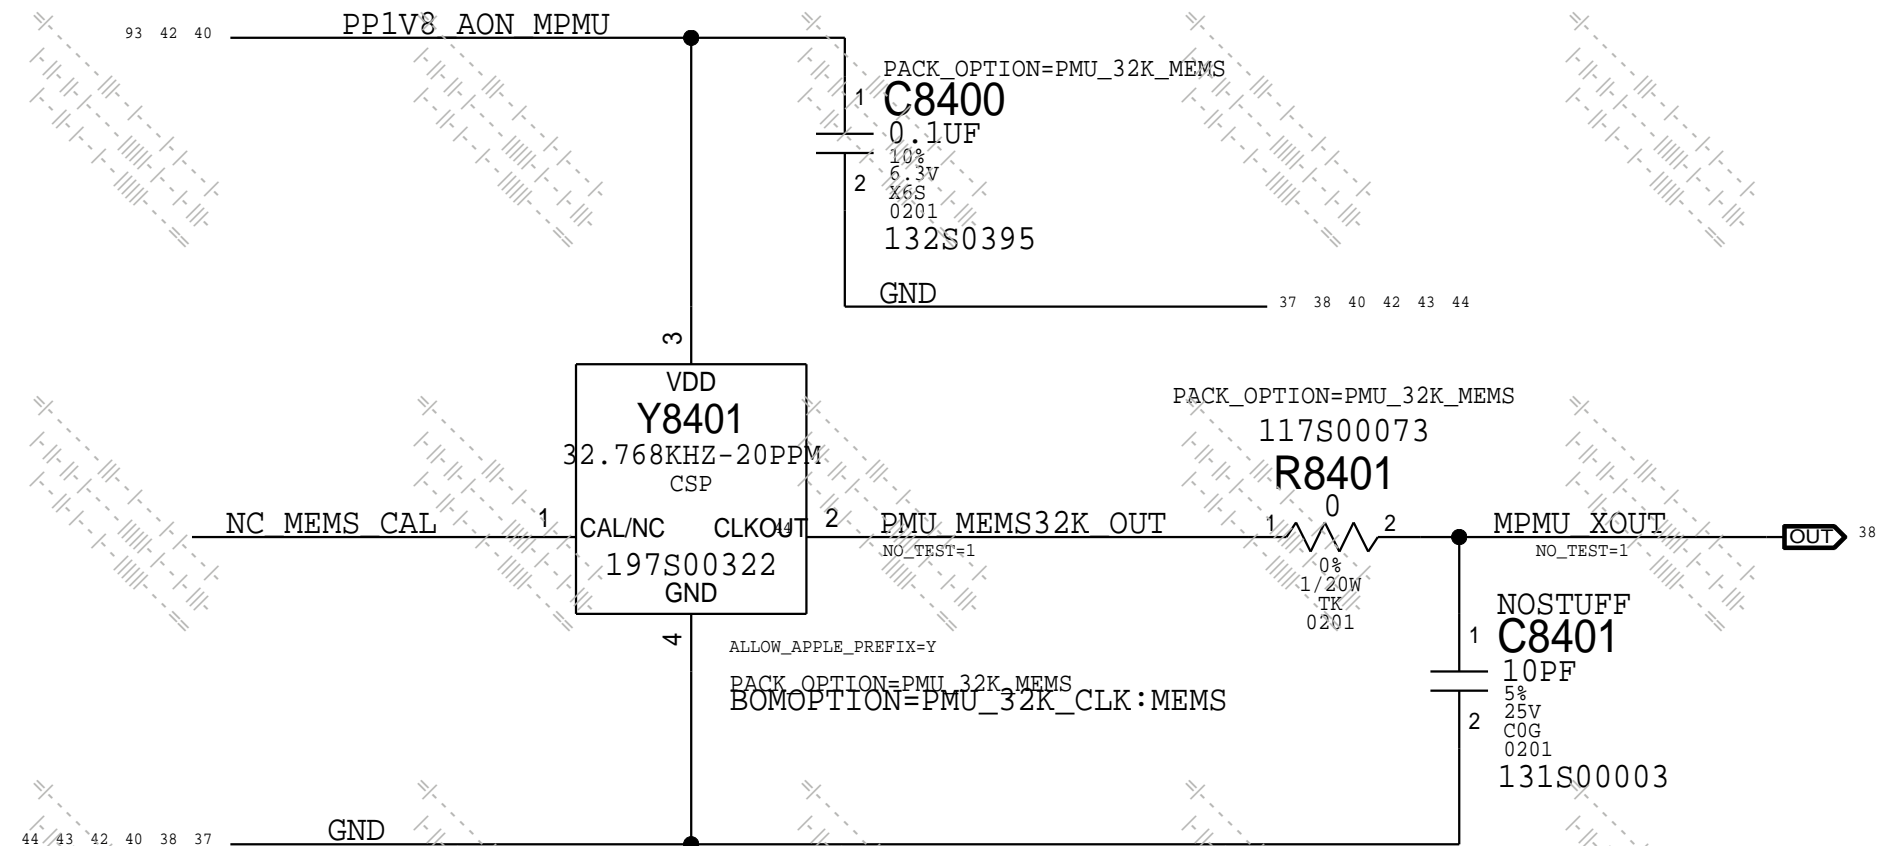 93 42 40
PP1V8_AON_MPMU
PACK_OPTION=PMU_32K_MEMS
1
C8400
0.1UF
10%
6.3V
2
X6S
0201
132S0395
GND
37 38 40 42 43 44
3
VDD
Y8401
32.768KHZ-20PPM
CSP
NC_MEMS_CAL
1
CAL/NC
CLKOUT
44
2
197S00322
GND
4
PMU_MEMS32K_OUT
NO_TEST=1
PACK_OPTION=PMU_32K_MEMS
117S00073
R8401
0
1
2
0%
1/20W
TK
0201
MPMU_XOUT
NO_TEST=1
OUT
38
ALLOW_APPLE_PREFIX=Y
PACK_OPTION=PMU_32K_MEMS
BOMOPTION=PMU_32K_CLK:MEMS
NOSTUFF
1
C8401
10PF
5%
25V
2
C0G
0201
131S00003
44 43 42 40 38 37
GND